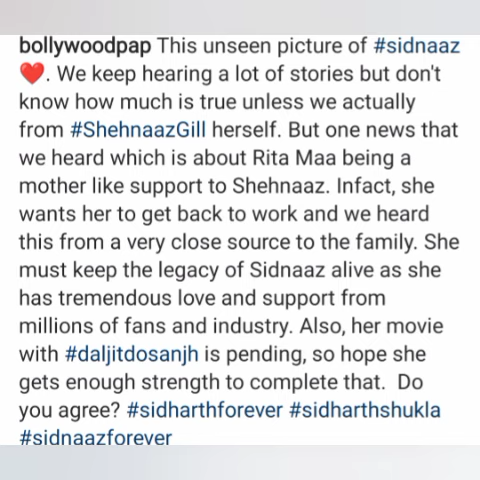 bollywoodpap This unseen picture of #sidnaaz
❤️. We keep hearing a lot of stories but don't
know how much is true unless we actually
from #ShehnaazGill herself. But one news that
we heard which is about Rita Maa being a
mother like support to Shehnaaz. Infact, she
wants her to get back to work and we heard
this from a very close source to the family. She
must keep the legacy of Sidnaaz alive as she
has tremendous love and support from
millions of fans and industry. Also, her movie
with #daljitdosanjh is pending, so hope she
gets enough strength to complete that.  Do
you agree? #sidharthforever #sidharthshukla
#sidnaazforever